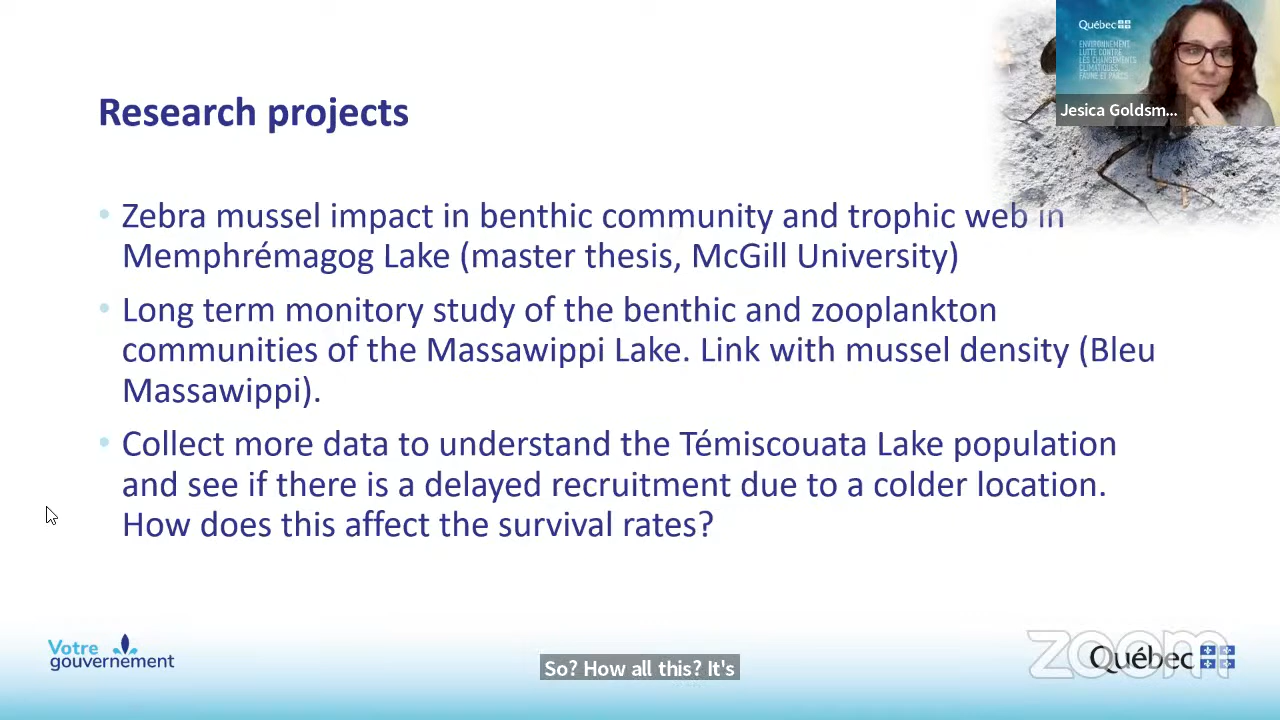 Québec
ENVIRONNEMENT
LUTTE CONTRE
LES CHANGEMENTS
CLIMATIQUES,
FAUNE ET PARCS
Jesica Goldsm...
Research projects
• Zebra mussel impact in benthic community and trophic web in
Memphrémagog Lake (master thesis, McGill University)
• Long term monitory study of the benthic and zooplankton
communities of the Massawippi Lake. Link with mussel density (Bleu
Massawippi).
• Collect more data to understand the Témiscouata Lake population
and see if there is a delayed recruitment due to a colder location.
How does this affect the survival rates?
Votre
gouvernement
So? How all this? It's
zoom
Québec